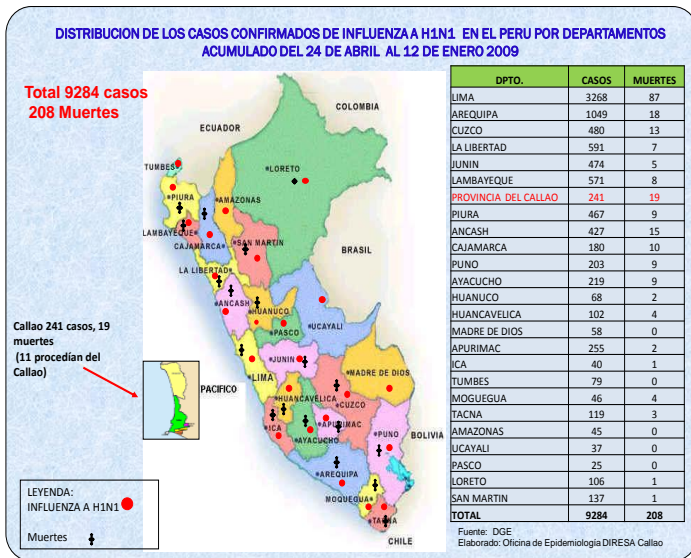 DISTRIBUCION DE LOS CASOS CONFIRMADOS DE INFLUENZA A H1N1 EN EL PERU POR DEPARTAMENTOS
ACUMULADO DEL 24 DE ABRIL AL 12 DE ENERO 2009
Total 9284 casos
208 Muertes
COLOMBIA
ECUADOR
TUMBES
LORETO
PIURA
AMAZONAS
LAMBAYEQUE
CAJAMARCA
SAN MARTIN
BRASIL
LA LIBERTAD
ANCASH
HUANUCO
UCAYALI
PASCO
JUNIN
MADRE DE DIOS
LIMA
PACIFICO
HUANCAVELICA
CUZCO
ICA
AYACUCHO
APURIMAC
PUNO
BOLIVIA
AREQUIPA
MOQUEGUA
TACNA
CHILE
Callao 241 casos, 19
muertes
(11 procedían del
Callao)
LEYENDA:
INFLUENZA A H1N1
Muertes
DPTO. CASOS MUERTES
LIMA 3268 87
AREQUIPA 1049 18
CUZCO 480 13
LA LIBERTAD 591 7
JUNIN 474 5
LAMBAYEQUE 571 8
PROVINCIA DEL CALLAO 241 19
PIURA 467 9
ANCASH 427 15
CAJAMARCA 180 10
PUNO 203 9
AYACUCHO 219 9
HUANUCO 68 2
HUANCAVELICA 102 4
MADRE DE DIOS 58 0
APURIMAC 255 2
ICA 40 1
TUMBES 79 0
MOGUEGUA 46 4
TACNA 119 3
AMAZONAS 45 0
UCAYALI 37 0
PASCO 25 0
LORETO 106 1
SAN MARTIN 137 1
TOTAL 9284 208
Fuente: DGE
Elaborado: Oficina de Epidemiología DIRESA Callao